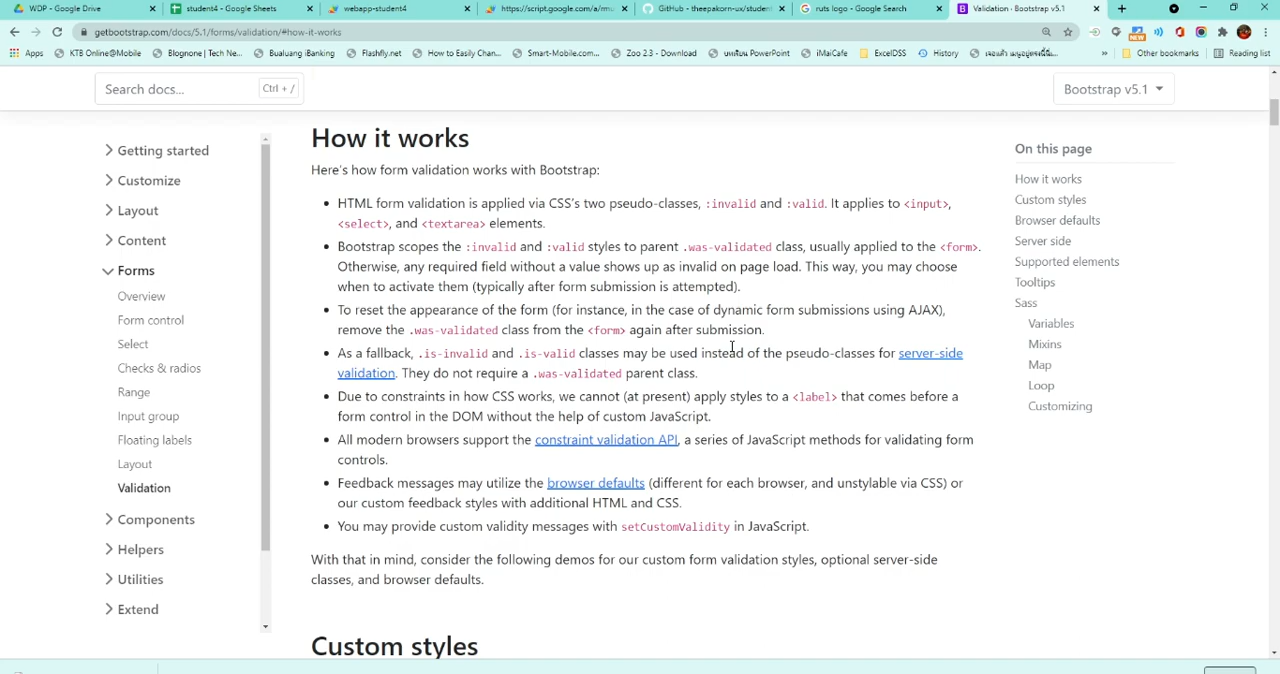 WDP - Google Drive
student4 - Google Sheets
webapp-student4
https://script.google.com/a/rmu
GitHub - theepakorn-ux/student
ruts logo - Google Search
Validation · Bootstrap v5.1
getbootstrap.com/docs/5.1/forms/validation/#how-it-works
NEW
Apps
KTB Online@Mobile
Blognone | Tech Ne...
Bualuang iBanking
Flashfly.net
How to Easily Chan...
Smart-Mobile.com...
Zoo 2.3 - Download
PowerPoint
iMaiCafe
ExcelDSS
History
»
Other bookmarks
Reading list
Search docs...
Ctrl + /
Bootstrap v5.1
Getting started
Customize
Layout
Content
Forms
Overview
Form control
Select
Checks & radios
Range
Input group
Floating labels
Layout
Validation
Components
Helpers
Utilities
Extend
How it works
Here's how form validation works with Bootstrap:
• HTML form validation is applied via CSS's two pseudo-classes, :invalid and :valid. It applies to <input>,
<select>, and <textarea> elements.
• Bootstrap scopes the :invalid and :valid styles to parent .was-validated class, usually applied to the <form>.
Otherwise, any required field without a value shows up as invalid on page load. This way, you may choose
when to activate them (typically after form submission is attempted).
• To reset the appearance of the form (for instance, in the case of dynamic form submissions using AJAX),
remove the .was-validated class from the <form> again after submission.
• As a fallback, .is-invalid and .is-valid classes may be used instead of the pseudo-classes for server-side
validation. They do not require a .was-validated parent class.
• Due to constraints in how CSS works, we cannot (at present) apply styles to a <label> that comes before a
form control in the DOM without the help of custom JavaScript.
• All modern browsers support the constraint validation API, a series of JavaScript methods for validating form
controls.
• Feedback messages may utilize the browser defaults (different for each browser, and unstylable via CSS) or
our custom feedback styles with additional HTML and CSS.
• You may provide custom validity messages with setCustomValidity in JavaScript.
With that in mind, consider the following demos for our custom form validation styles, optional server-side
classes, and browser defaults.
Custom styles
On this page
How it works
Custom styles
Browser defaults
Server side
Supported elements
Tooltips
Sass
Variables
Mixins
Map
Loop
Customizing